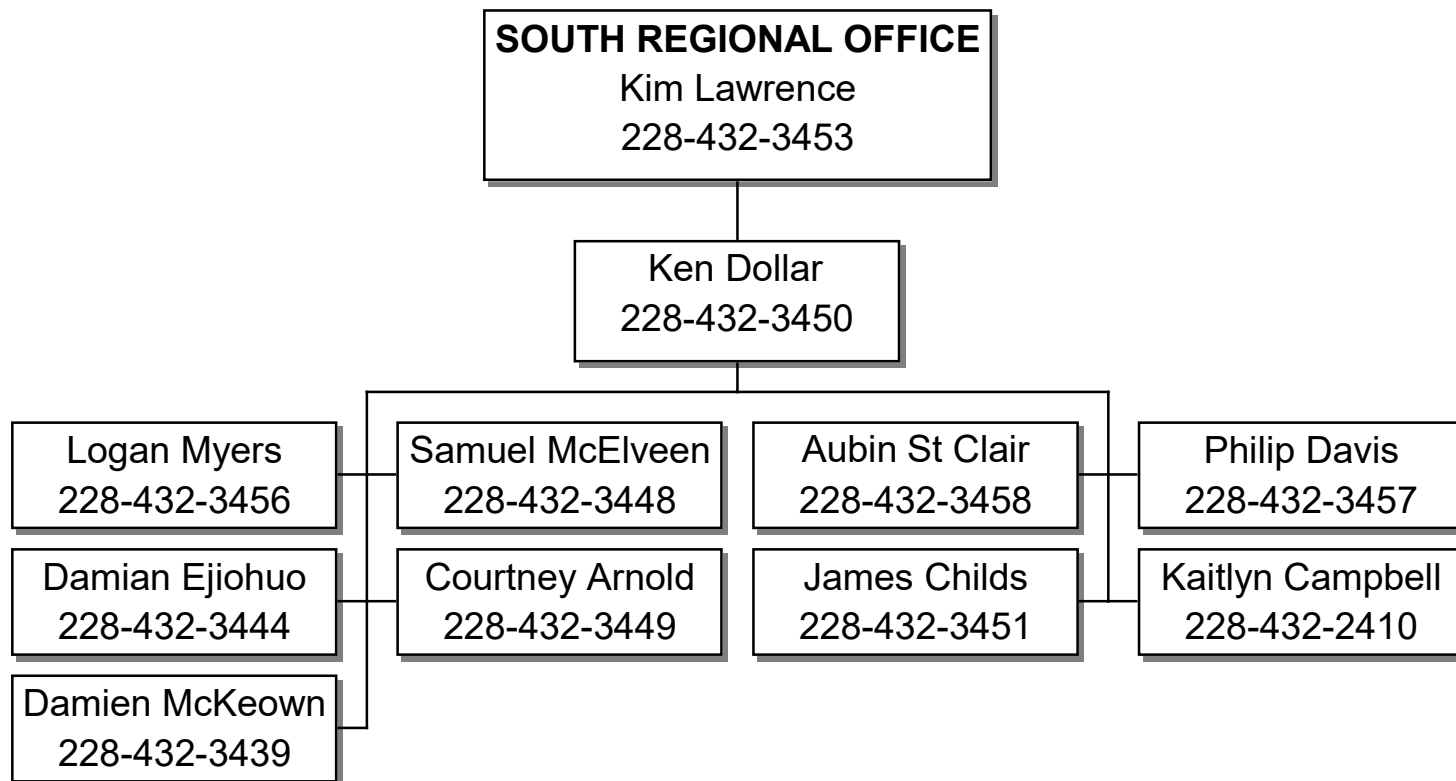 SOUTH REGIONAL OFFICE
Kim Lawrence
228-432-3453
Ken Dollar
228-432-3450
Logan Myers
228-432-3456
Samuel McElveen
228-432-3448
Aubin St Clair
228-432-3458
Philip Davis
228-432-3457
Damian Ejiohuo
228-432-3444
Courtney Arnold
228-432-3449
James Childs
228-432-3451
Kaitlyn Campbell
228-432-2410
Damien McKeown
228-432-3439